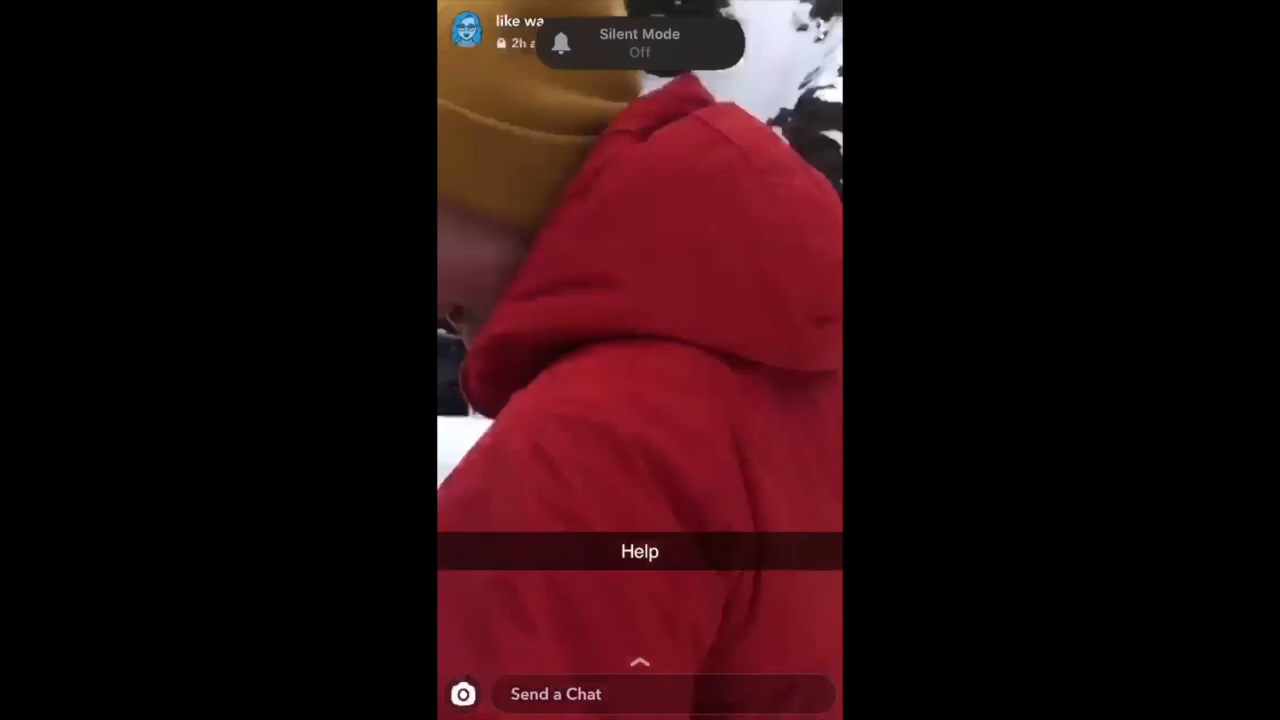 like wa
Silent Mode
2h a
Off
Help
Send a Chat